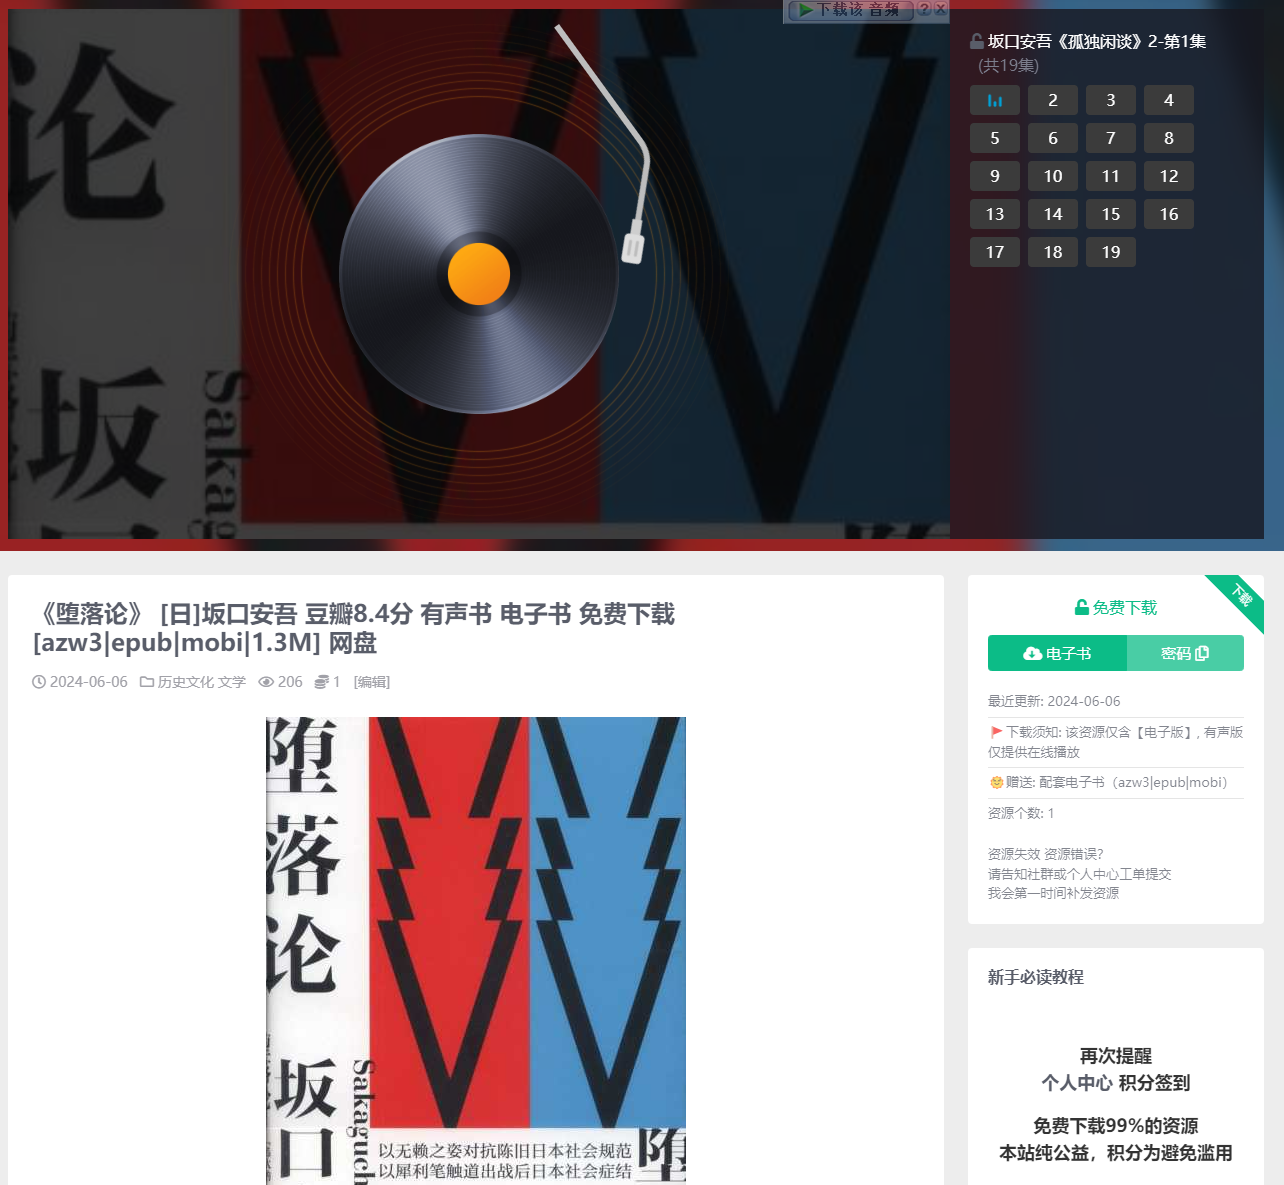 下载该 音频
坂口安吾《孤独闲谈》2-第1集
(共19集)
2 3 4
5 6 7 8
9 10 11 12
13 14 15 16
17 18 19
论
坂
Sakag
《堕落论》 [日]坂口安吾 豆瓣8.4分 有声书 电子书 免费下载
[azw3|epub|mobi|1.3M] 网盘
2024-06-06 历史文化 文学 206 1 [编辑]
堕
落
论
坂
口
Sakaguch
以无赖之姿对抗陈旧日本社会规范
以犀利笔触道出战后日本社会症结
堕
下载
免费下载
电子书 密码
最近更新: 2024-06-06
下载须知: 该资源仅含【电子版】, 有声版
仅提供在线播放
赠送: 配套电子书（azw3|epub|mobi）
资源个数: 1
资源失效 资源错误?
请告知社群或个人中心工单提交
我会第一时间补发资源
新手必读教程
再次提醒
个人中心 积分签到
免费下载99%的资源
本站纯公益，积分为避免滥用